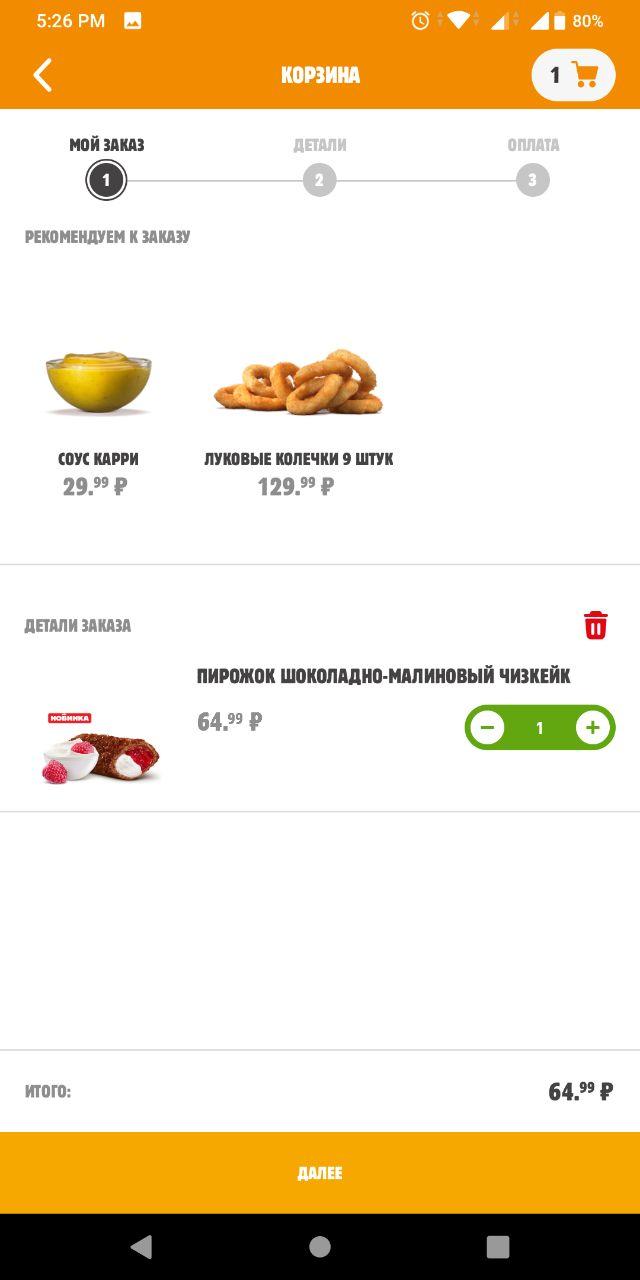 5:26 PM
80%
КОРЗИНА
1
МОЙ ЗАКАЗ
ДЕТАЛИ
ОПЛАТА
1
2
3
РЕКОМЕНДУЕМ К ЗАКАЗУ
СОУС КАРРИ
29.99 ₽
ЛУКОВЫЕ КОЛЕЧКИ 9 ШТУК
129.99 ₽
ДЕТАЛИ ЗАКАЗА
ПИРОЖОК ШОКОЛАДНО-МАЛИНОВЫЙ ЧИЗКЕЙК
НОВИНКА
64.99 ₽
1
ИТОГО:
64.99 ₽
ДАЛЕЕ